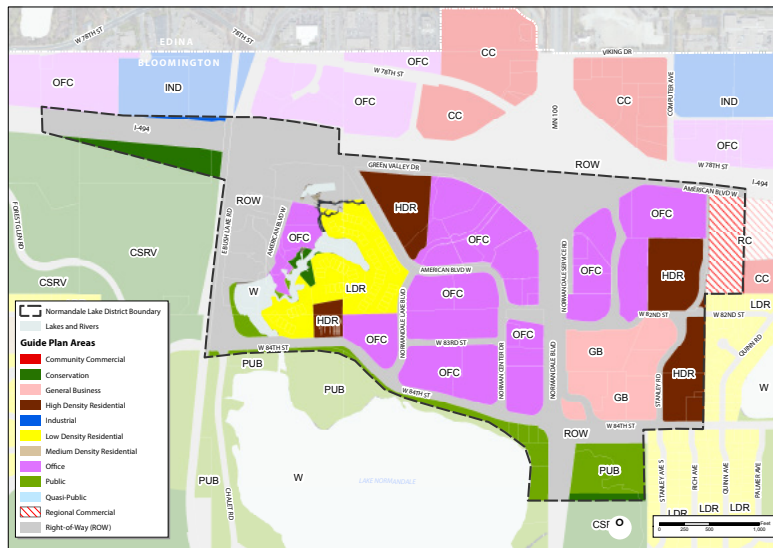 EDINA
BLOOMINGTON
W 78TH ST
78TH ST
OFC
IND
OFC
W 78TH ST
OFC
CC
CC
VIKING DR
CC
MN 100
COMPUTER AVE
IND
OFC
W 78TH ST
I-494
I-494
ROW
GREEN VALLEY DR
ROW
AMERICAN BLVD W
FOREST GLEN RD
CSRV
CSRV
E BUSH LAKE RD
AMERICAN BLVD W
OFC
HDR
OFC
AMERICAN BLVD W
NORMANDALE SERVICE RD
OFC
OFC
HDR
RC
CC
W
LDR
HDR
OFC
NORMANDALE LAKE BLVD
OFC
W 83RD ST
OFC
OFC
NORMAN CENTER DR
NORMANDALE BLVD
W 82ND ST
LDR
W 82ND ST
QUINN RD
W
GB
GB
STANLEY RD
HDR
W 84TH ST
PUB
PUB
W 84TH ST
W 84TH ST
ROW
PUB
PUB
CHALET RD
W
LAKE NORMANDALE
STANLEY AVE S
RICH AVE
QUINN AVE
PALMER AVE
LDR
LDR
LDR
Normandale Lake District Boundary
Lakes and Rivers
Guide Plan Areas
Community Commercial
Conservation
General Business
High Density Residential
Industrial
Low Density Residential
Medium Density Residential
Office
Public
Quasi-Public
Regional Commercial
Right-of-Way (ROW)
Feet
0 250 500 1,000